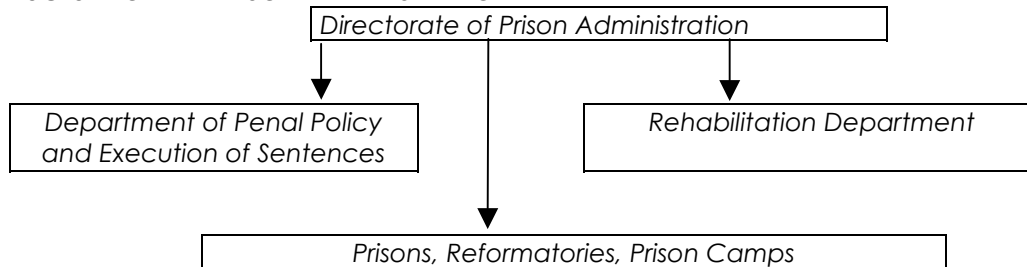 Directorate of Prison Administration
Department of Penal Policy
and Execution of Sentences
Rehabilitation Department
Prisons, Reformatories, Prison Camps